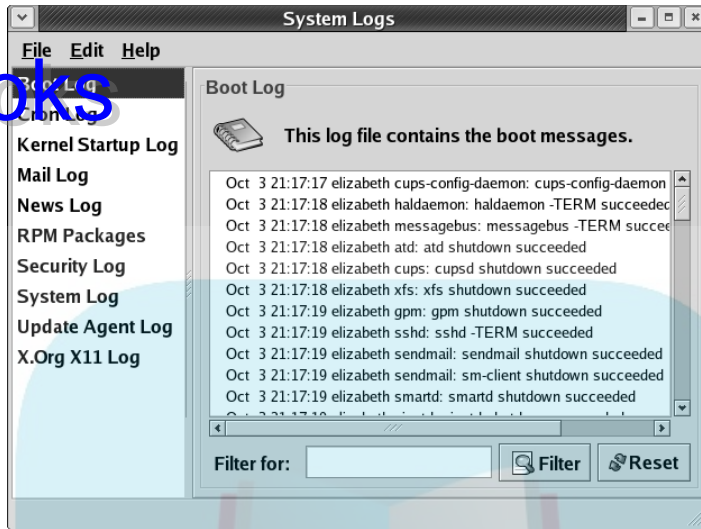 System Logs
File Edit Help
oks
Boot Log
Cron Log
Kernel Startup Log
Mail Log
News Log
RPM Packages
Security Log
System Log
Update Agent Log
X.Org X11 Log
Boot Log
This log file contains the boot messages.
Oct 3 21:17:17 elizabeth cups-config-daemon: cups-config-daemon
Oct 3 21:17:18 elizabeth haldaemon: haldaemon -TERM succeeded
Oct 3 21:17:18 elizabeth messagebus: messagebus -TERM succee
Oct 3 21:17:18 elizabeth atd: atd shutdown succeeded
Oct 3 21:17:18 elizabeth cups: cupsd shutdown succeeded
Oct 3 21:17:18 elizabeth xfs: xfs shutdown succeeded
Oct 3 21:17:19 elizabeth gpm: gpm shutdown succeeded
Oct 3 21:17:19 elizabeth sshd: sshd -TERM succeeded
Oct 3 21:17:19 elizabeth sendmail: sendmail shutdown succeeded
Oct 3 21:17:19 elizabeth sendmail: sm-client shutdown succeeded
Oct 3 21:17:19 elizabeth smartd: smartd shutdown succeeded
Filter for: Filter Reset